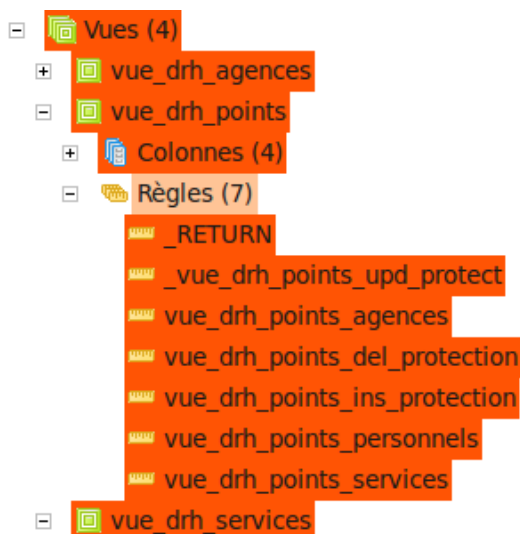 Vues (4)
vue_drh_agences
vue_drh_points
Colonnes (4)
Règles (7)
_RETURN
_vue_drh_points_upd_protect
vue_drh_points_agences
vue_drh_points_del_protection
vue_drh_points_ins_protection
vue_drh_points_personnels
vue_drh_points_services
vue_drh_services